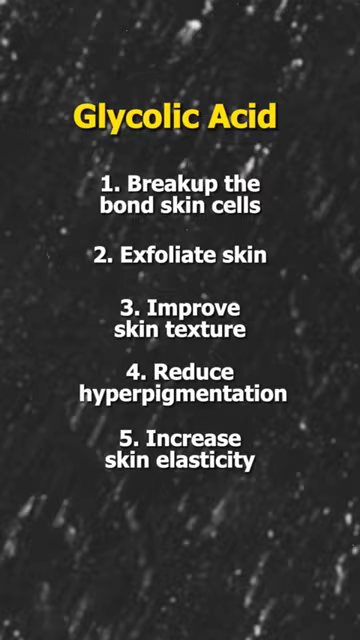 Glycolic Acid
1. Breakup the
bond skin cells
2. Exfoliate skin
3. Improve
skin texture
4. Reduce
hyperpigmentation
5. Increase
skin elasticity